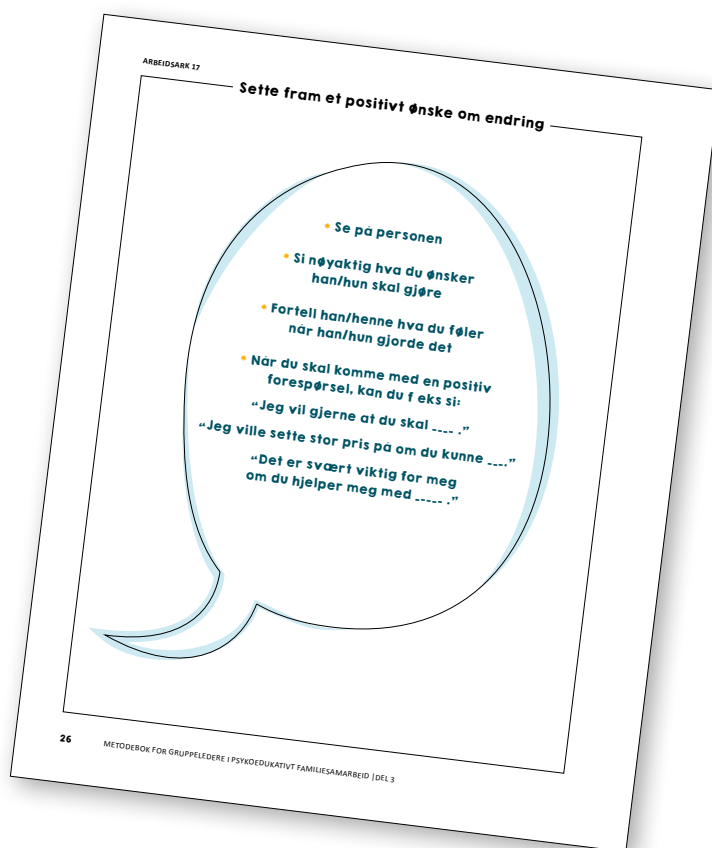 ARBEIDSARK 17
Sette fram et positivt ønske om endring
* Se på personen
* Si nøyaktig hva du ønsker
han/hun skal gjøre
* Fortell han/henne hva du føler
når han/hun gjorde det
* Når du skal komme med en positiv
forespørsel, kan du f eks si:
“Jeg vil gjerne at du skal ---- .”
“Jeg ville sette stor pris på om du kunne ---.”
“Det er svært viktig for meg
om du hjelper meg med ----- .”
26
METODEBOK FOR GRUPPELEDERE I PSYKOEDUKATIVT FAMILIESAMARBEID |DEL 3